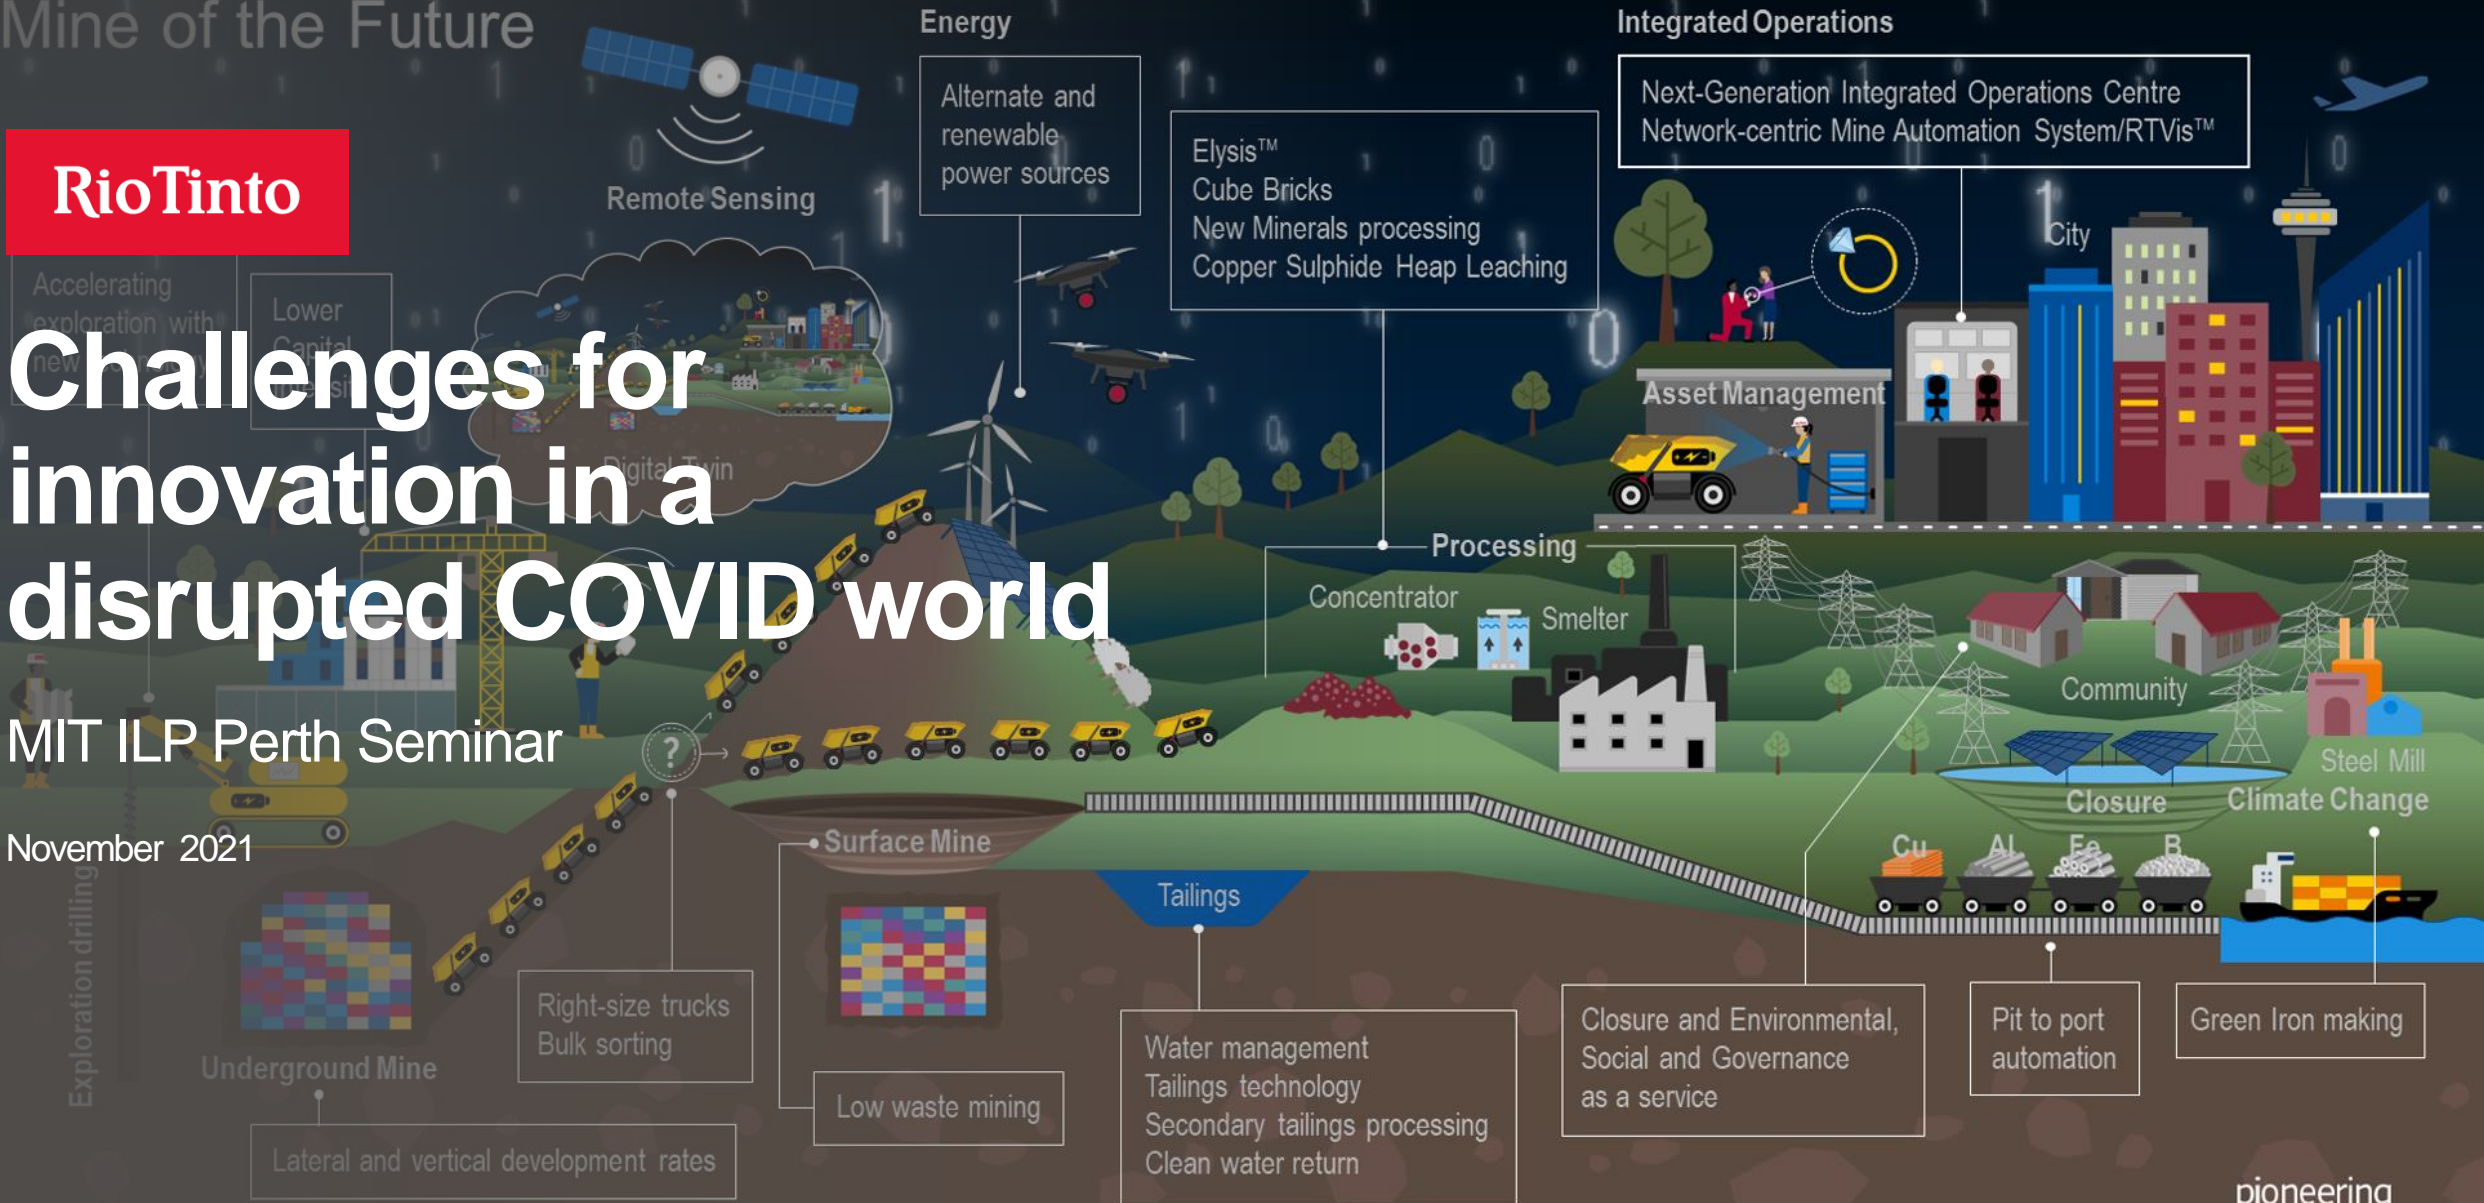 Mine of the Future
RioTinto
Challenges for
innovation in a
disrupted COVID world
MIT ILP Perth Seminar
November 2021
Accelerating
exploration with
new
Lower
Capital
Remote Sensing
Digital Twin
Energy
Alternate and
renewable
power sources
Elysis™
Cube Bricks
New Minerals processing
Copper Sulphide Heap Leaching
Integrated Operations
Next-Generation Integrated Operations Centre
Network-centric Mine Automation System/RTVis™
City
Asset Management
Processing
Concentrator
Smelter
Community
Steel Mill
Closure
Climate Change
?
Surface Mine
Cu
Al
Fe
B
Tailings
Exploration drilling
Underground Mine
Right-size trucks
Bulk sorting
Low waste mining
Lateral and vertical development rates
Water management
Tailings technology
Secondary tailings processing
Clean water return
Closure and Environmental,
Social and Governance
as a service
Pit to port
automation
Green Iron making
pioneering